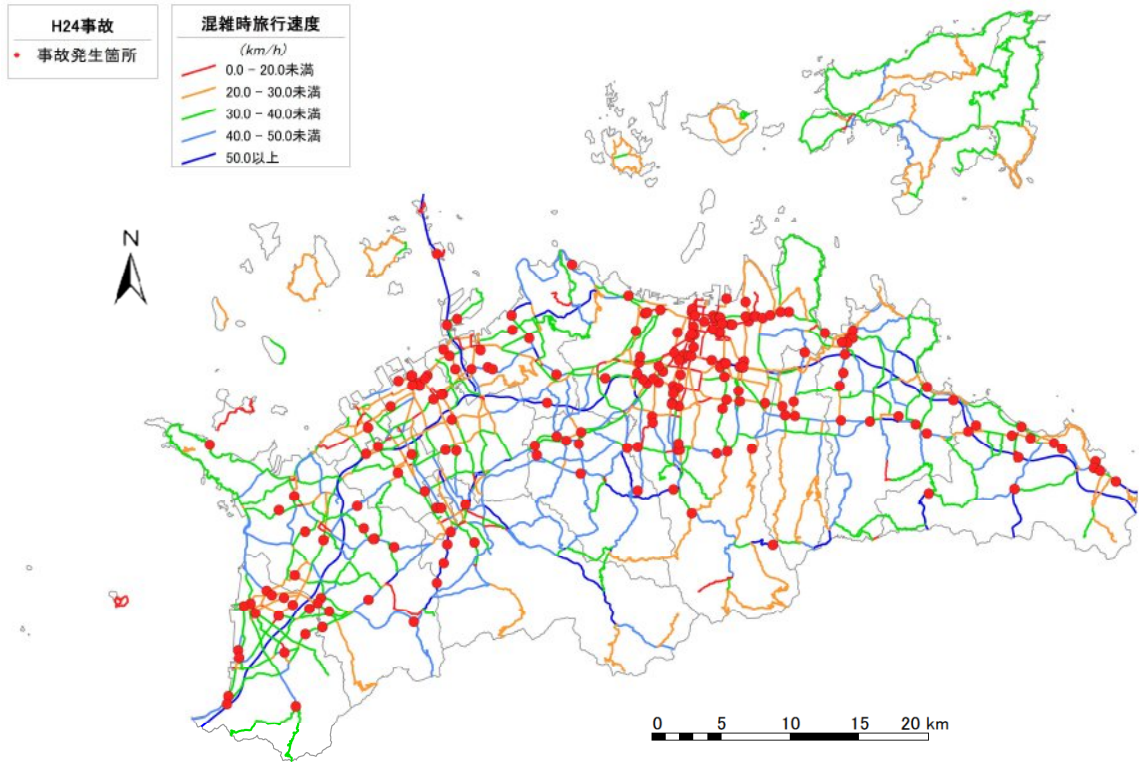 H24事故
事故発生箇所
混雑時旅行速度
(km/h)
0.0 - 20.0未満
20.0 - 30.0未満
30.0 - 40.0未満
40.0 - 50.0未満
50.0以上
N
0 5 10 15 20 km